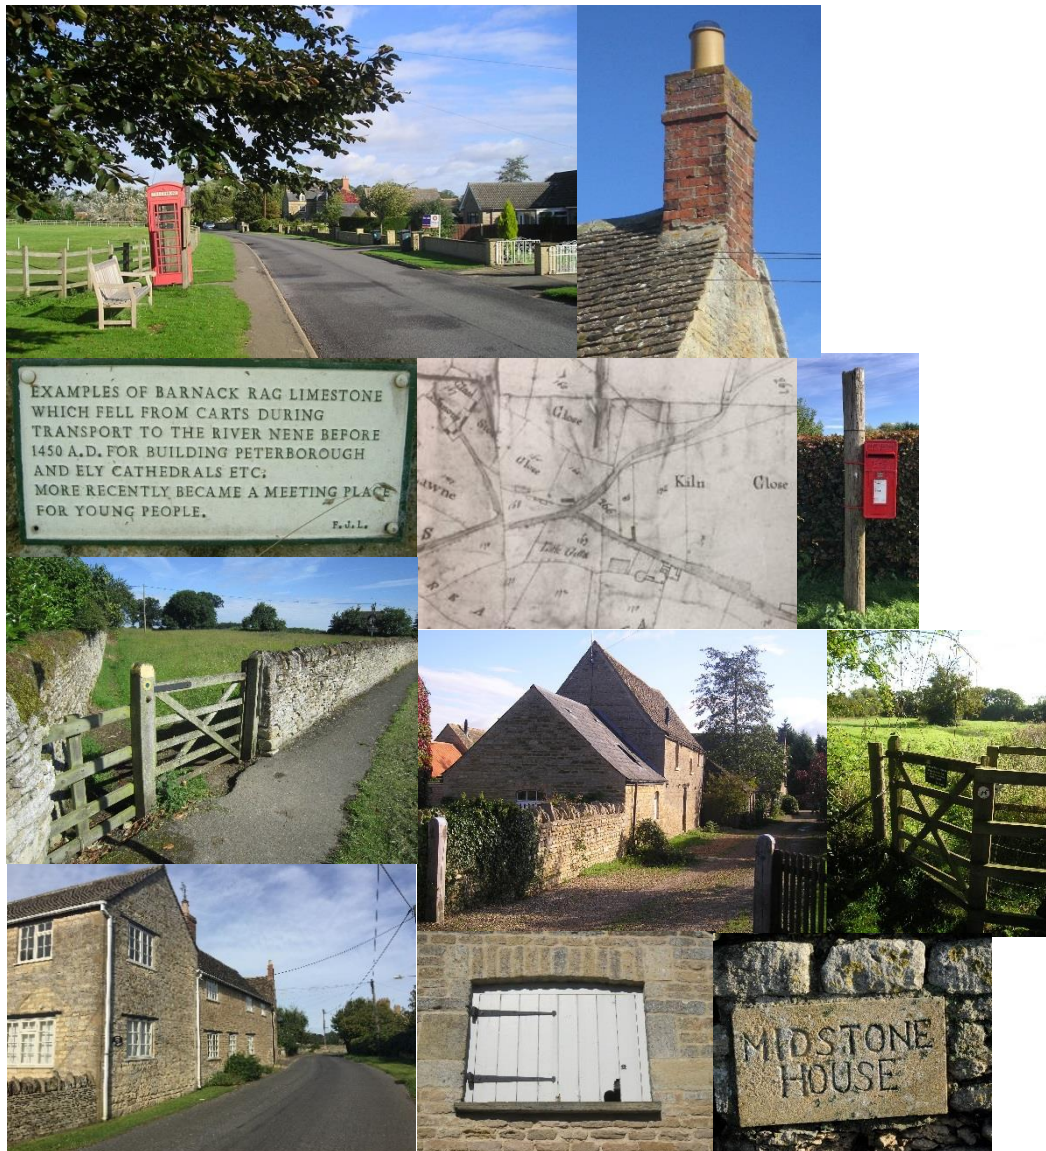 EXAMPLES OF BARNACK RAG LIMESTONE
WHICH FELL FROM CARTS DURING
TRANSPORT TO THE RIVER NENE BEFORE
1450 A.D. FOR BUILDING PETERBOROUGH
AND ELY CATHEDRALS ETC.
MORE RECENTLY BECAME A MEETING PLACE
FOR YOUNG PEOPLE.
F.J.L.
Close
Close
Kiln Close
MIDSTONE
HOUSE